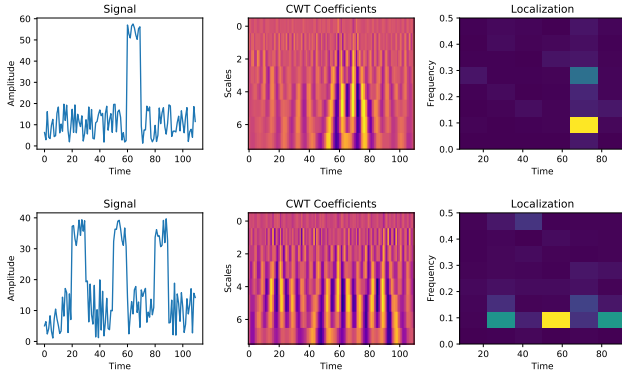 Signal
Amplitude
60
50
40
30
20
10
0
0 20 40 60 80 100
Time
CWT Coefficients
Scales
0
2
4
6
0 20 40 60 80 100
Time
Localization
Frequency
0.5
0.4
0.3
0.2
0.1
0.0
20 40 60 80
Time
Signal
Amplitude
40
30
20
10
0
0 20 40 60 80 100
Time
CWT Coefficients
Scales
0
2
4
6
0 20 40 60 80 100
Time
Localization
Frequency
0.5
0.4
0.3
0.2
0.1
0.0
20 40 60 80
Time